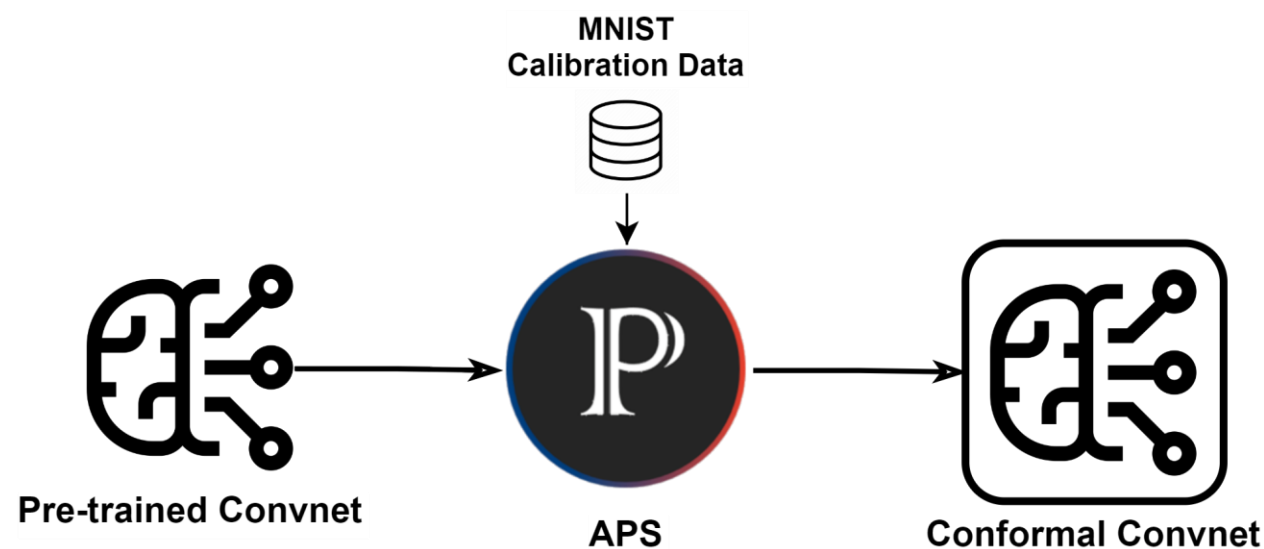 MNIST
Calibration Data
P
Pre-trained Convnet
APS
Conformal Convnet